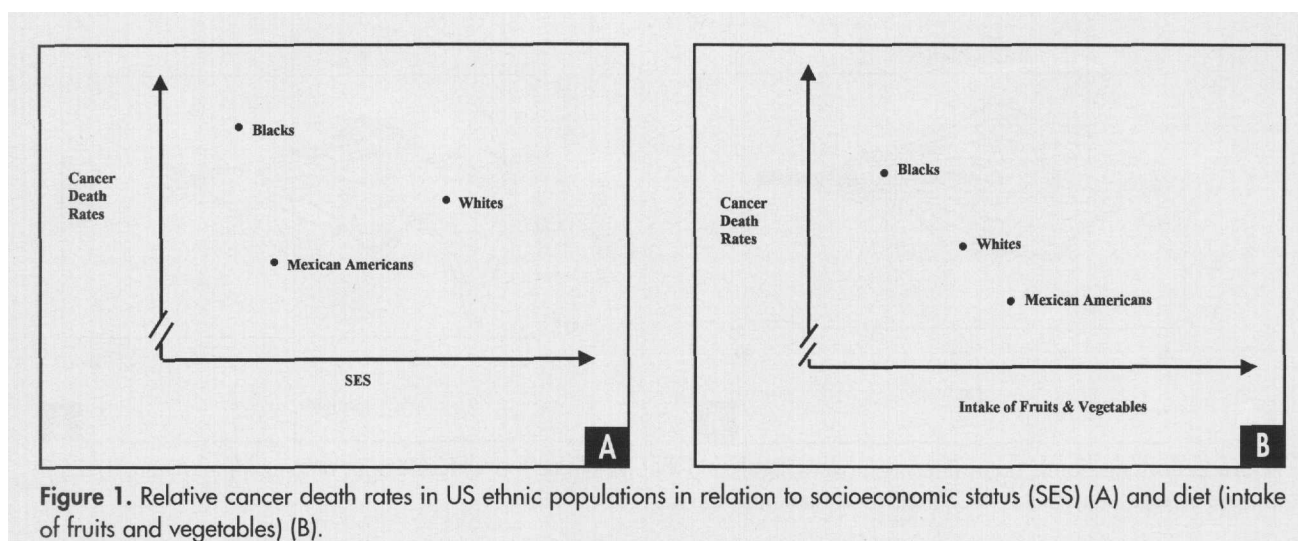 Blacks
Cancer
Death
Rates
Whites
Mexican Americans
SES
A
Blacks
Cancer
Death
Rates
Whites
Mexican Americans
Intake of Fruits & Vegetables
B
Figure 1. Relative cancer death rates in US ethnic populations in relation to socioeconomic status (SES) (A) and diet (intake
of fruits and vegetables) (B).